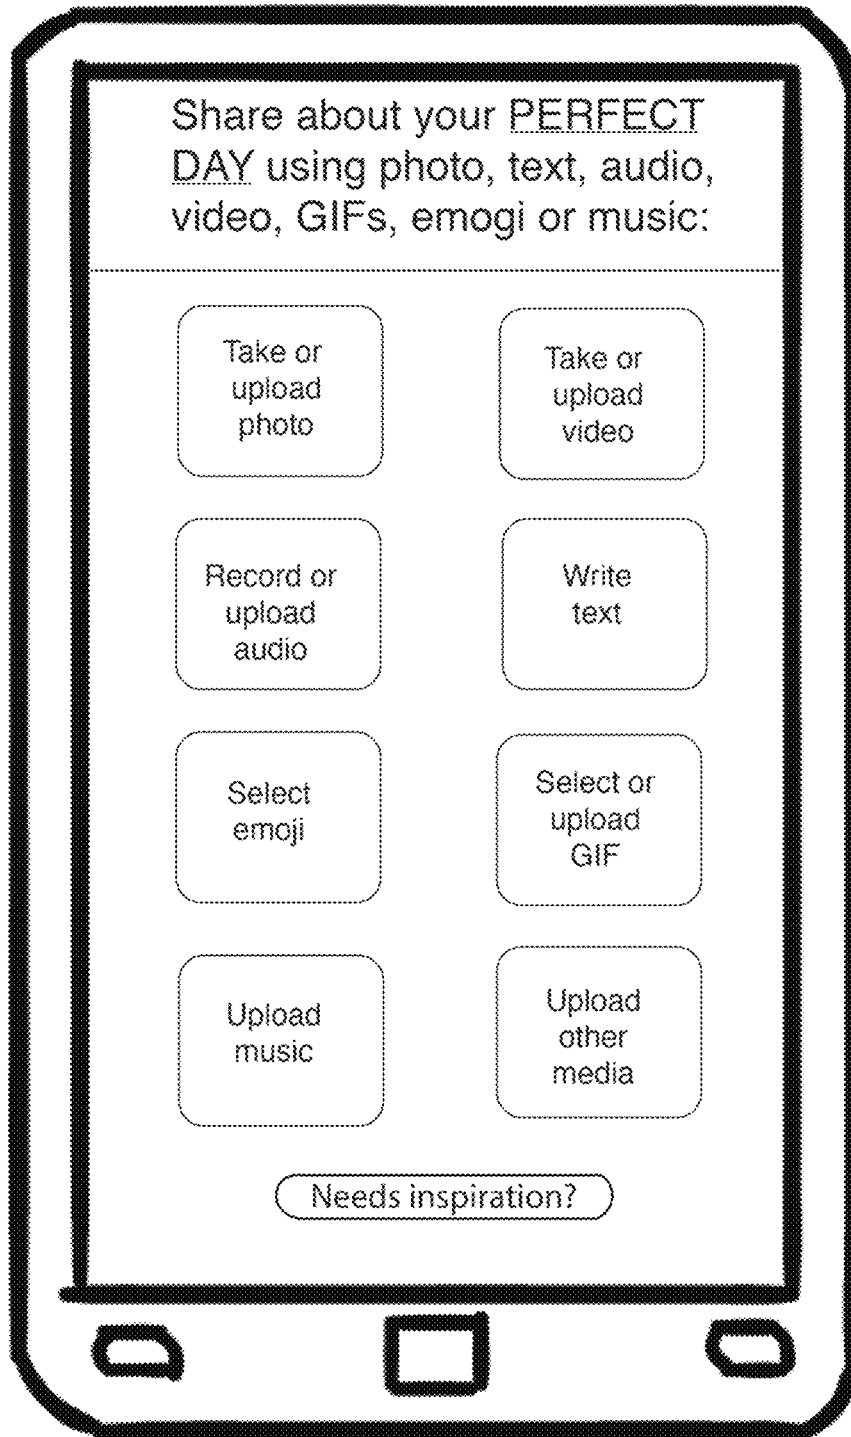 Share about your PERFECT
DAY using photo, text, audio,
video, GIFs, emogi or music:
Take or
upload
photo
Take or
upload
video
Record or
upload
audio
Write
text
Select
emoji
Select or
upload
GIF
Upload
music
Upload
other
media
Needs inspiration?